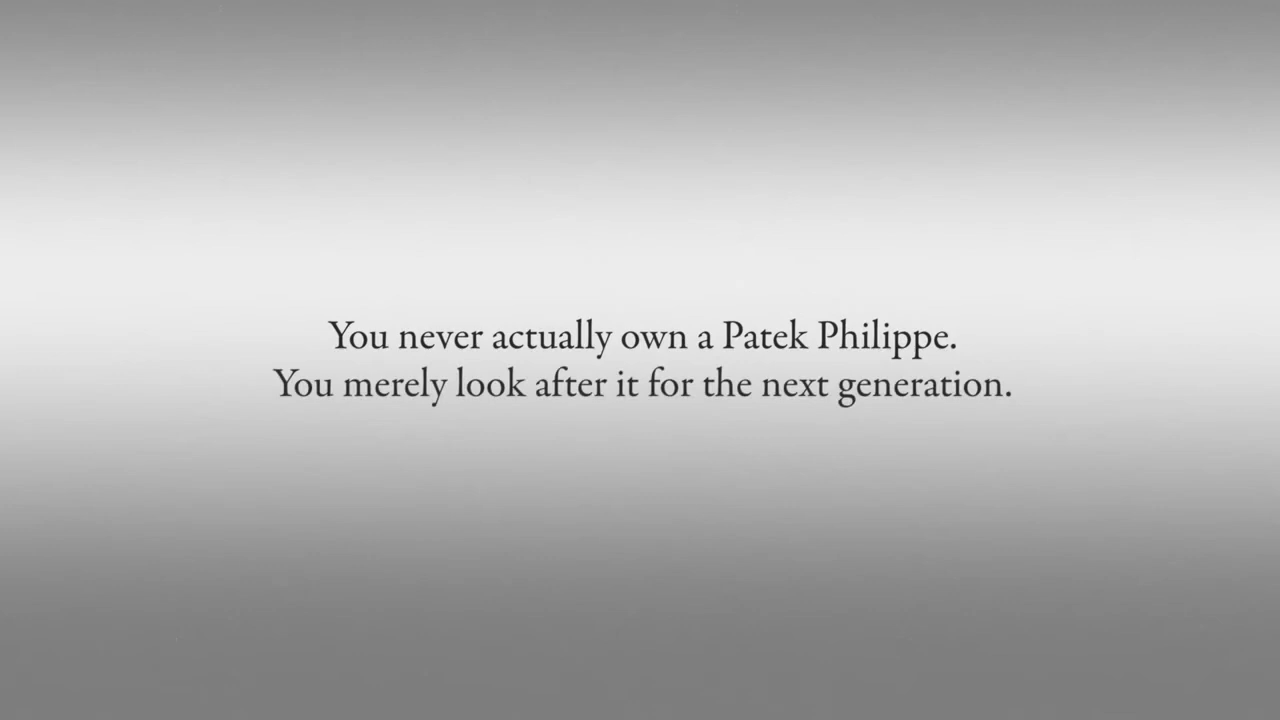 You never actually own a Patek Philippe.
You merely look after it for the next generation.